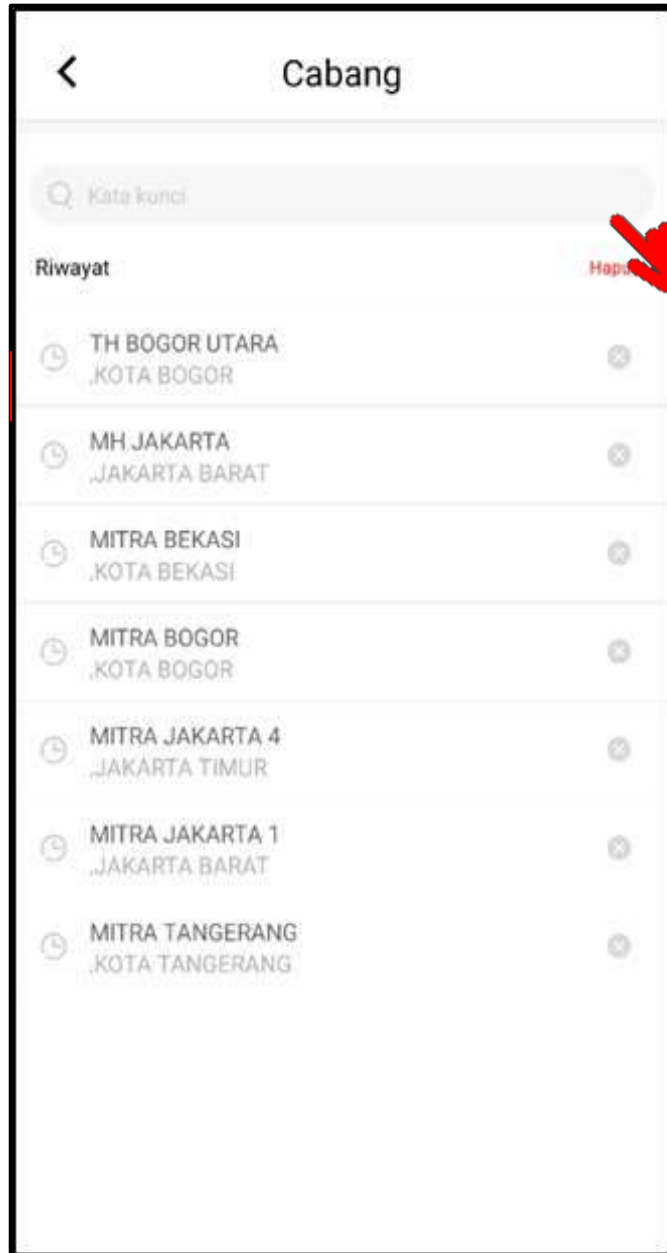 Cabang
Kata kunci
Riwayat
TH BOGOR UTARA
,KOTA BOGOR
MH JAKARTA
,JAKARTA BARAT
MITRA BEKASI
,KOTA BEKASI
MITRA BOGOR
,KOTA BOGOR
MITRA JAKARTA 4
,JAKARTA TIMUR
MITRA JAKARTA 1
,JAKARTA BARAT
MITRA TANGERANG
,KOTA TANGERANG